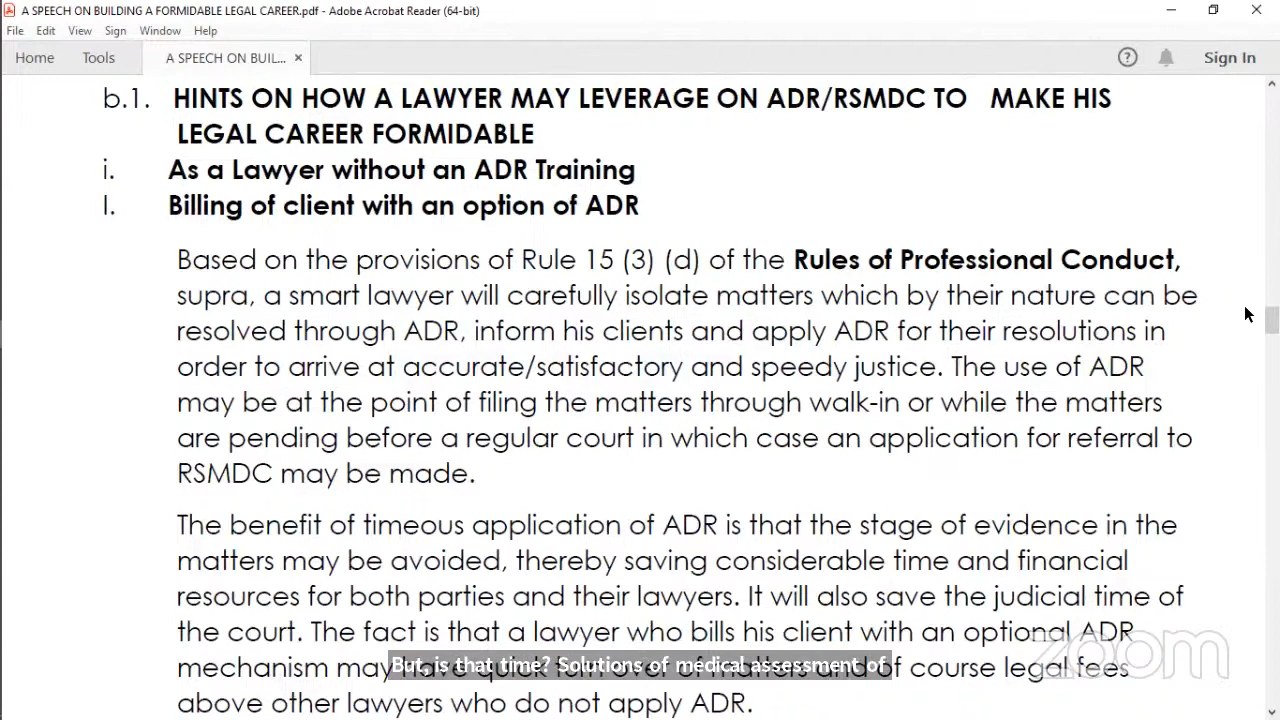 A SPEECH ON BUILDING A FORMIDABLE LEGAL CAREER.pdf - Adobe Acrobat Reader (64-bit)
File Edit View Sign Window Help
Home Tools A SPEECH ON BUIL... × ? Sign In
b.1. HINTS ON HOW A LAWYER MAY LEVERAGE ON ADR/RSMDC TO MAKE HIS
LEGAL CAREER FORMIDABLE
i. As a Lawyer without an ADR Training
I. Billing of client with an option of ADR
Based on the provisions of Rule 15 (3) (d) of the Rules of Professional Conduct,
supra, a smart lawyer will carefully isolate matters which by their nature can be
resolved through ADR, inform his clients and apply ADR for their resolutions in
order to arrive at accurate/satisfactory and speedy justice. The use of ADR
may be at the point of filing the matters through walk-in or while the matters
are pending before a regular court in which case an application for referral to
RSMDC may be made.
The benefit of timeous application of ADR is that the stage of evidence in the
matters may be avoided, thereby saving considerable time and financial
resources for both parties and their lawyers. It will also save the judicial time of
the court. The fact is that a lawyer who bills his client with an optional ADR
mechanism may have quick turn over of matters and of course legal fees
But, is that time? Solutions of medical assessment of
zoom
above other lawyers who do not apply ADR.